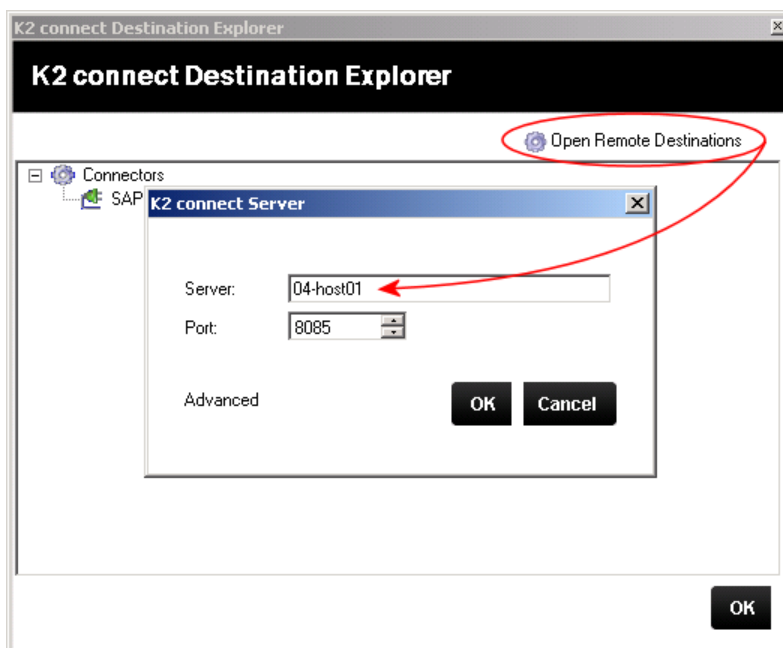 K2 connect Destination Explorer
K2 connect Destination Explorer
Open Remote Destinations
Connectors
SAP
K2 connect Server
Server: 04-host01
Port: 8085
Advanced OK Cancel
OK